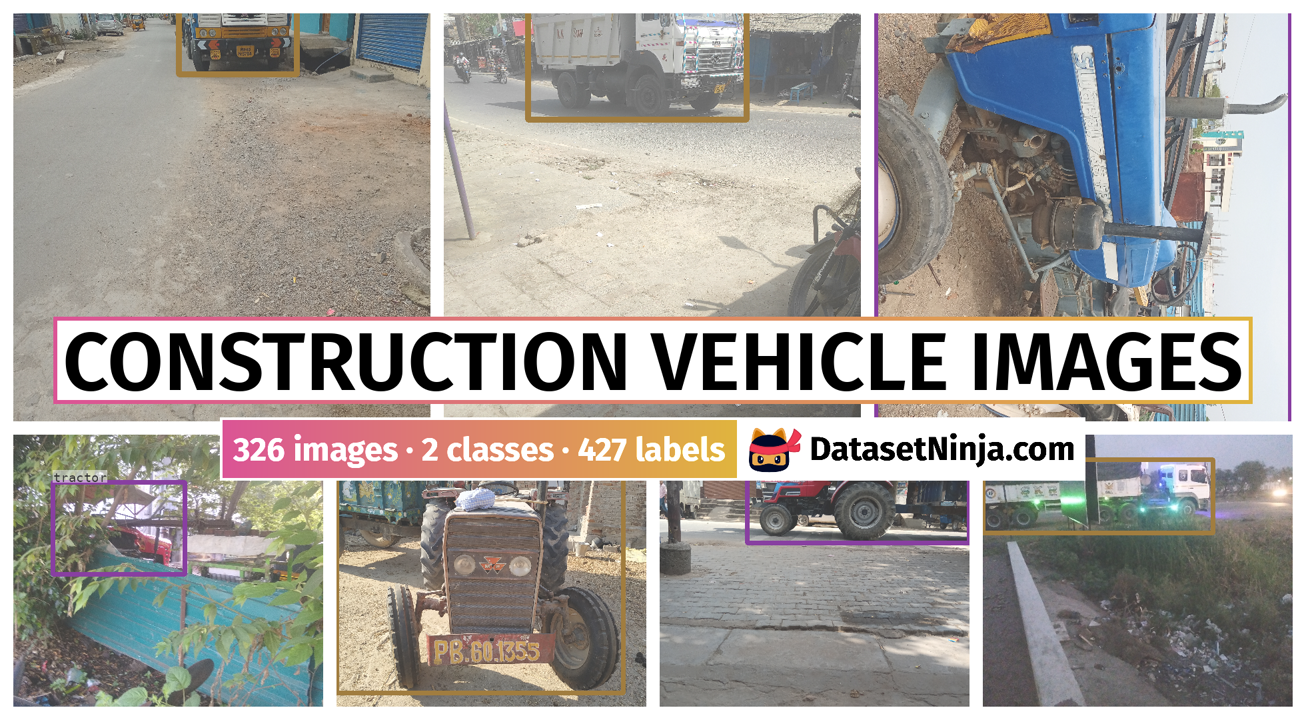 CONSTRUCTION VEHICLE IMAGES
326 images · 2 classes · 427 labels
DatasetNinja.com
tractor
PB.60.1355